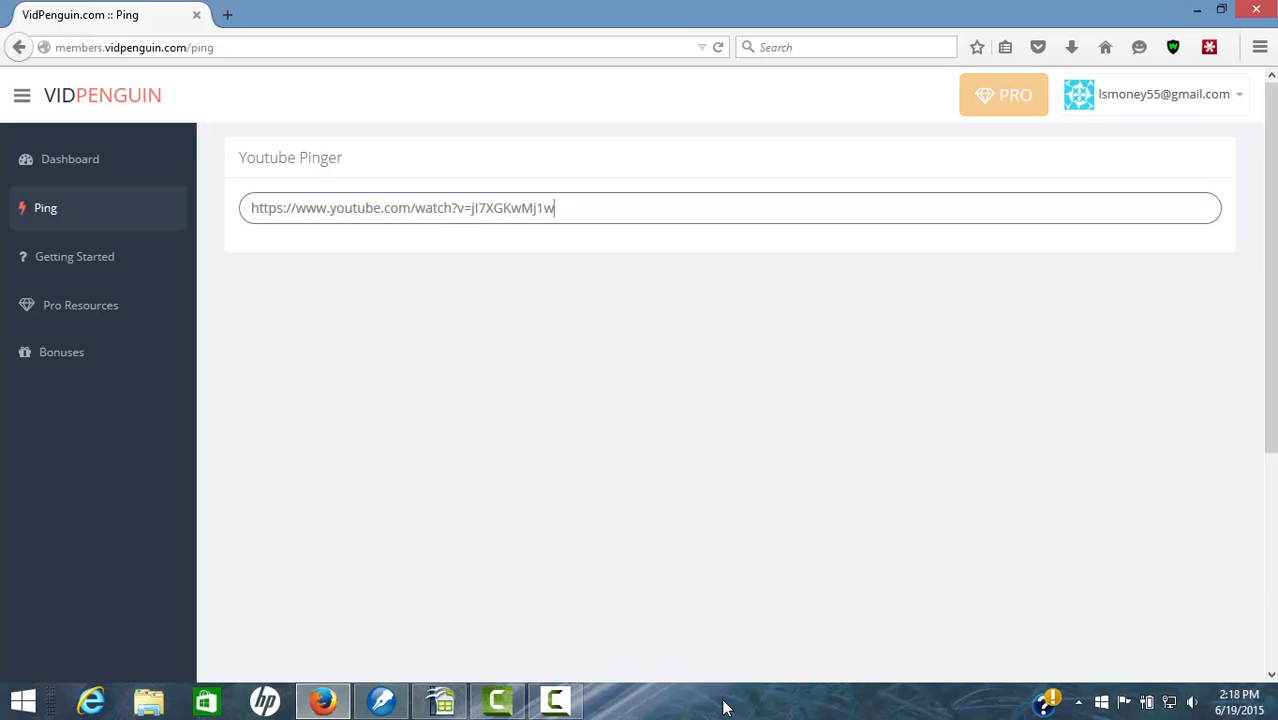 VidPenguin.com :: Ping
members.vidpenguin.com/ping
Search
VIDPENGUIN
PRO
lsmoney55@gmail.com
Dashboard
Youtube Pinger
Ping
https://www.youtube.com/watch?v=jI7XGKwMj1w
Getting Started
Pro Resources
Bonuses
2:18 PM
6/19/2015